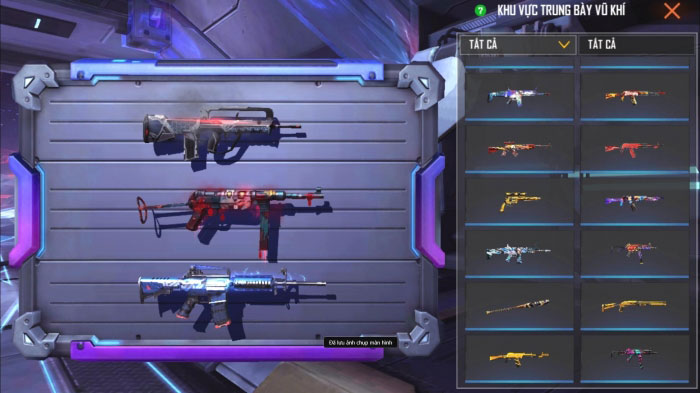 ? KHU VỰC TRƯNG BÀY VŨ KHÍ
TẤT CẢ TẤT CẢ
Đã lưu ảnh chụp màn hình